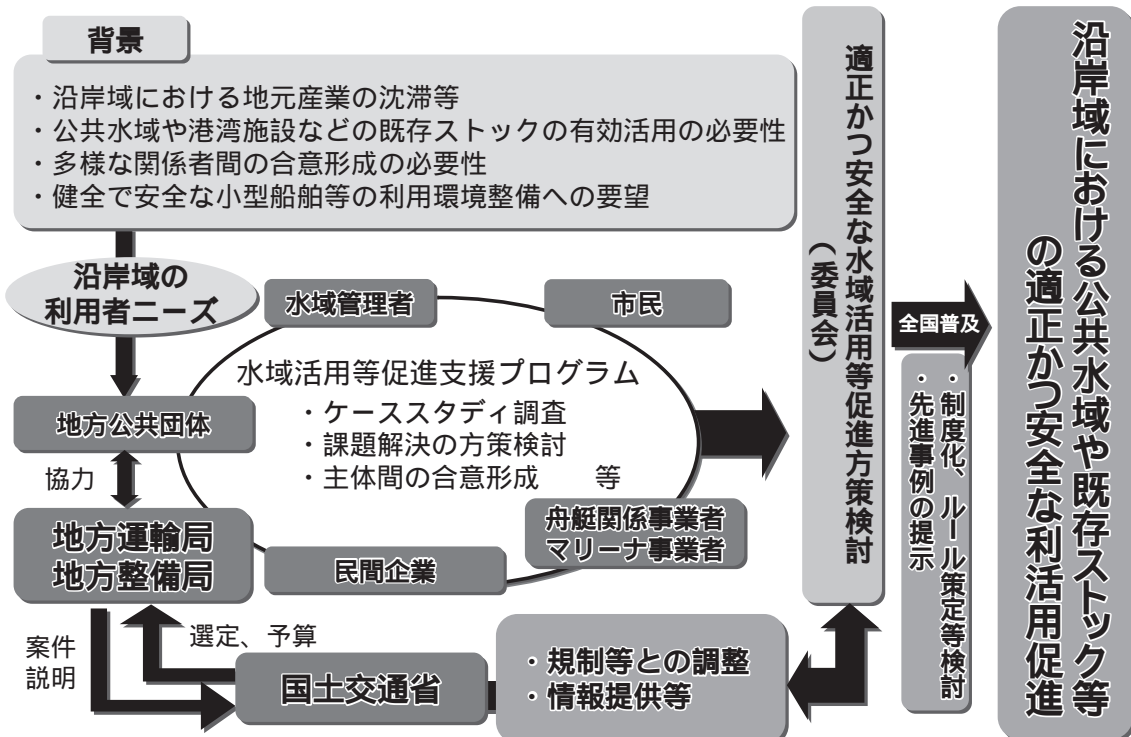 背景
・沿岸域における地元産業の沈滞等
・公共水域や港湾施設などの既存ストックの有効活用の必要性
・多様な関係者間の合意形成の必要性
・健全で安全な小型船舶等の利用環境整備への要望
沿岸域の
利用者ニーズ
水域管理者
市民
水域活用等促進支援プログラム
・ケーススタディ調査
・課題解決の方策検討
・主体間の合意形成　等
地方公共団体
協力
地方運輸局
地方整備局
民間企業
舟艇関係事業者
マリーナ事業者
案件
説明
選定、予算
国土交通省
・規制等との調整
・情報提供等
適正かつ安全な水域活用等促進方策検討
（委員会）
全国普及
・制度化、ルール策定等検討
・先進事例の提示
沿岸域における公共水域や既存ストック等
の適正かつ安全な利活用促進